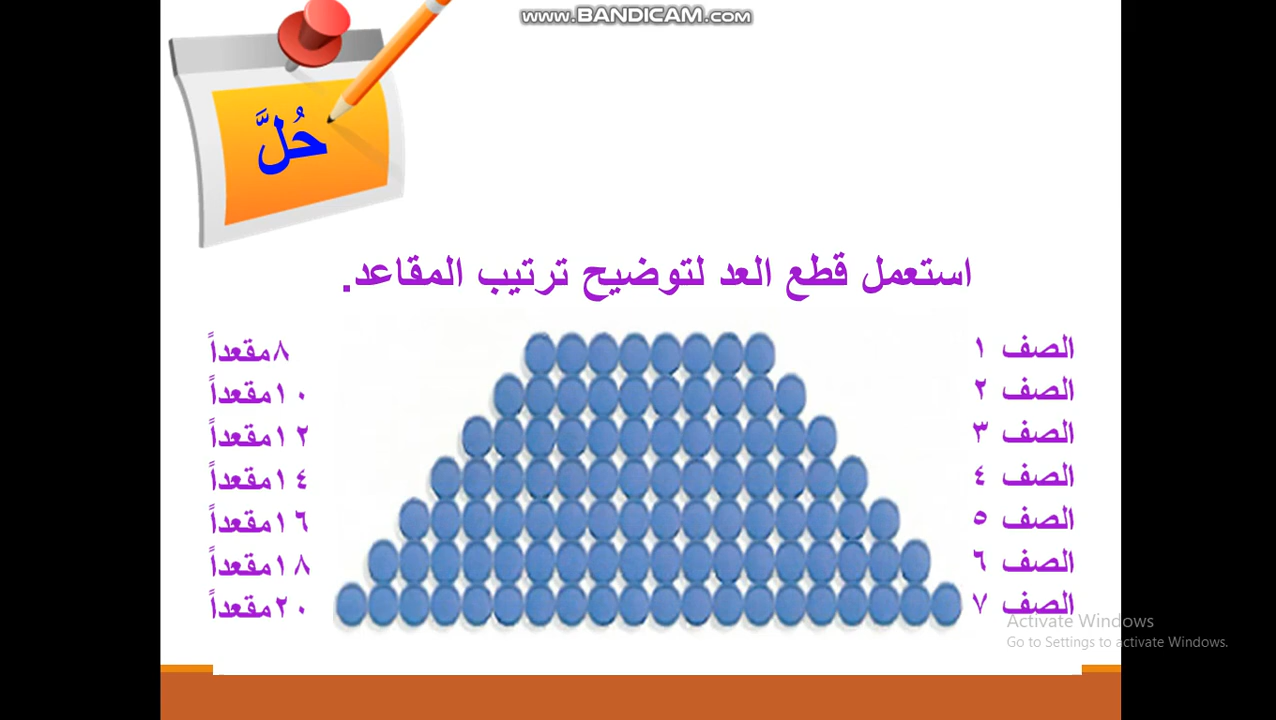 www.BANDICAM.com
حُلَّ
استعمل قطع العد لتوضيح ترتيب المقاعد.
الصف ١ ٨مقعداً
الصف ٢ ١٠مقعداً
الصف ٣ ١٢مقعداً
الصف ٤ ١٤مقعداً
الصف ٥ ١٦مقعداً
الصف ٦ ١٨مقعداً
الصف ٧ ٢٠مقعداً
Activate Windows
Go to Settings to activate Windows.